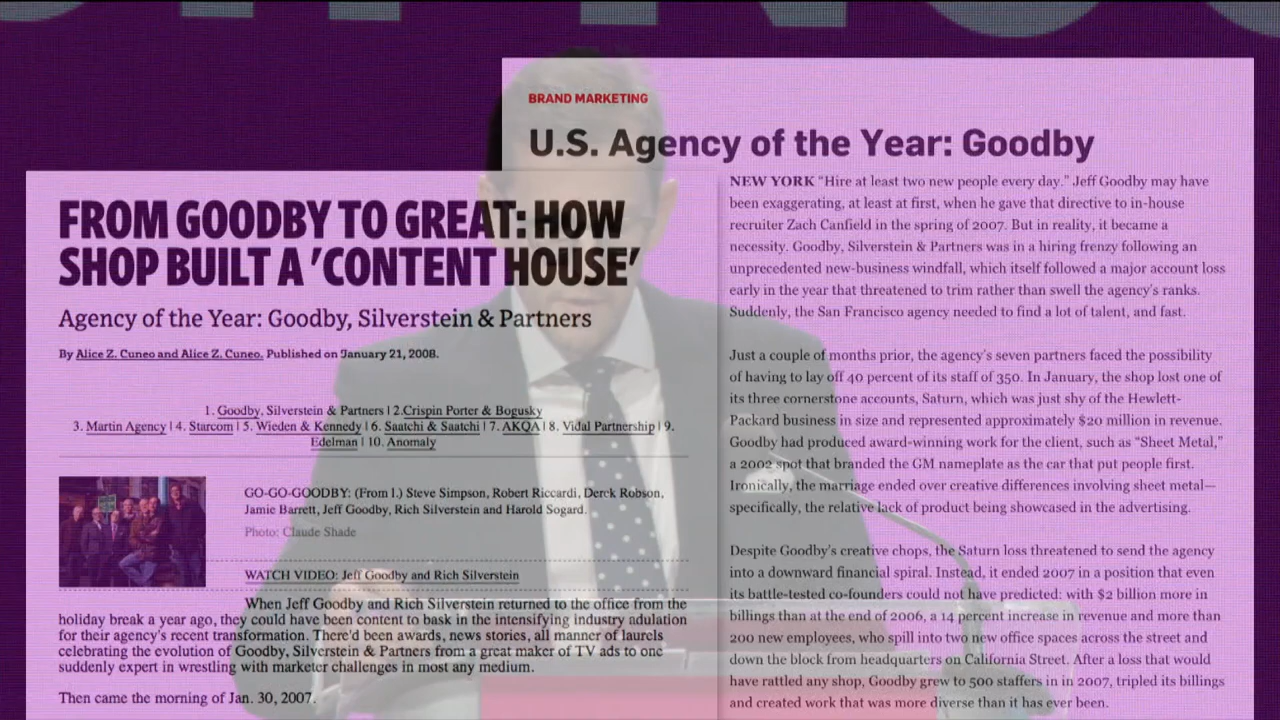 BRAND MARKETING
U.S. Agency of the Year: Goodby
NEW YORK “Hire at least two new people every day.” Jeff Goodby may have
been exaggerating, at least at first, when he gave that directive to in-house
recruiter Zach Canfield in the spring of 2007. But in reality, it became a
necessity. Goodby, Silverstein & Partners was in a hiring frenzy following an
unprecedented new-business windfall, which itself followed a major account loss
early in the year that threatened to trim rather than swell the agency’s ranks.
Suddenly, the San Francisco agency needed to find a lot of talent, and fast.
Just a couple of months prior, the agency’s seven partners faced the possibility
of having to lay off 40 percent of its staff of 350. In January, the shop lost one of
its three cornerstone accounts, Saturn, which was just shy of the Hewlett-
Packard business in size and represented approximately $20 million in revenue.
Goodby had produced award-winning work for the client, such as “Sheet Metal,”
a 2002 spot that branded the GM nameplate as the car that put people first.
Ironically, the marriage ended over creative differences involving sheet metal—
specifically, the relative lack of product being showcased in the advertising.
Despite Goodby’s creative chops, the Saturn loss threatened to send the agency
into a downward financial spiral. Instead, it ended 2007 in a position that even
its battle-tested co-founders could not have predicted: with $2 billion more in
billings than at the end of 2006, a 14 percent increase in revenue and more than
200 new employees, who spill into two new office spaces across the street and
down the block from headquarters on California Street. After a loss that would
have rattled any shop, Goodby grew to 500 staffers in in 2007, tripled its billings
and created work that was more diverse than it has ever been.
FROM GOODBY TO GREAT: HOW
SHOP BUILT A 'CONTENT HOUSE'
Agency of the Year: Goodby, Silverstein & Partners
By Alice Z. Cuneo and Alice Z. Cuneo. Published on January 21, 2008.
1. Goodby, Silverstein & Partners | 2.Crispin Porter & Bogusky
3. Martin Agency | 4. Starcom | 5. Wieden & Kennedy | 6. Saatchi & Saatchi | 7. AKQA | 8. Vidal Partnership | 9.
Edelman | 10. Anomaly
GO-GO-GOODBY: (From l.) Steve Simpson, Robert Riccardi, Derek Robson,
Jamie Barrett, Jeff Goodby, Rich Silverstein and Harold Sogard.
Photo: Claude Shade
WATCH VIDEO: Jeff Goodby and Rich Silverstein
When Jeff Goodby and Rich Silverstein returned to the office from the
holiday break a year ago, they could have been content to bask in the intensifying industry adulation
for their agency's recent transformation. There'd been awards, news stories, all manner of laurels
celebrating the evolution of Goodby, Silverstein & Partners from a great maker of TV ads to one
suddenly expert in wrestling with marketer challenges in most any medium.
Then came the morning of Jan. 30, 2007.